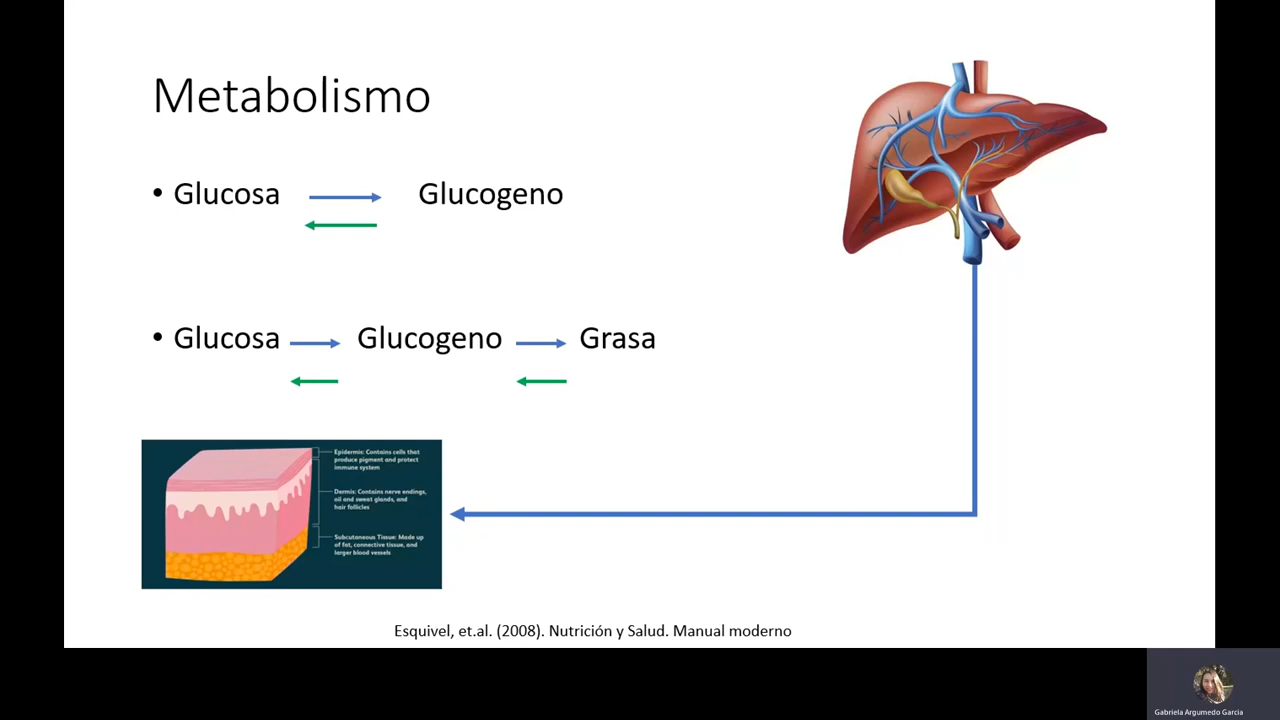 Metabolismo
• Glucosa Glucogeno
• Glucosa Glucogeno Grasa
Epidermis: Contains cells that
produce pigment and protect
immune system
Dermis: Contains nerve endings,
oil and sweat glands, and
hair follicles
Subcutaneous Tissue: Made up
of fat, connective tissue, and
larger blood vessels
Esquivel, et.al. (2008). Nutrición y Salud. Manual moderno
Gabriela Argumedo Garcia